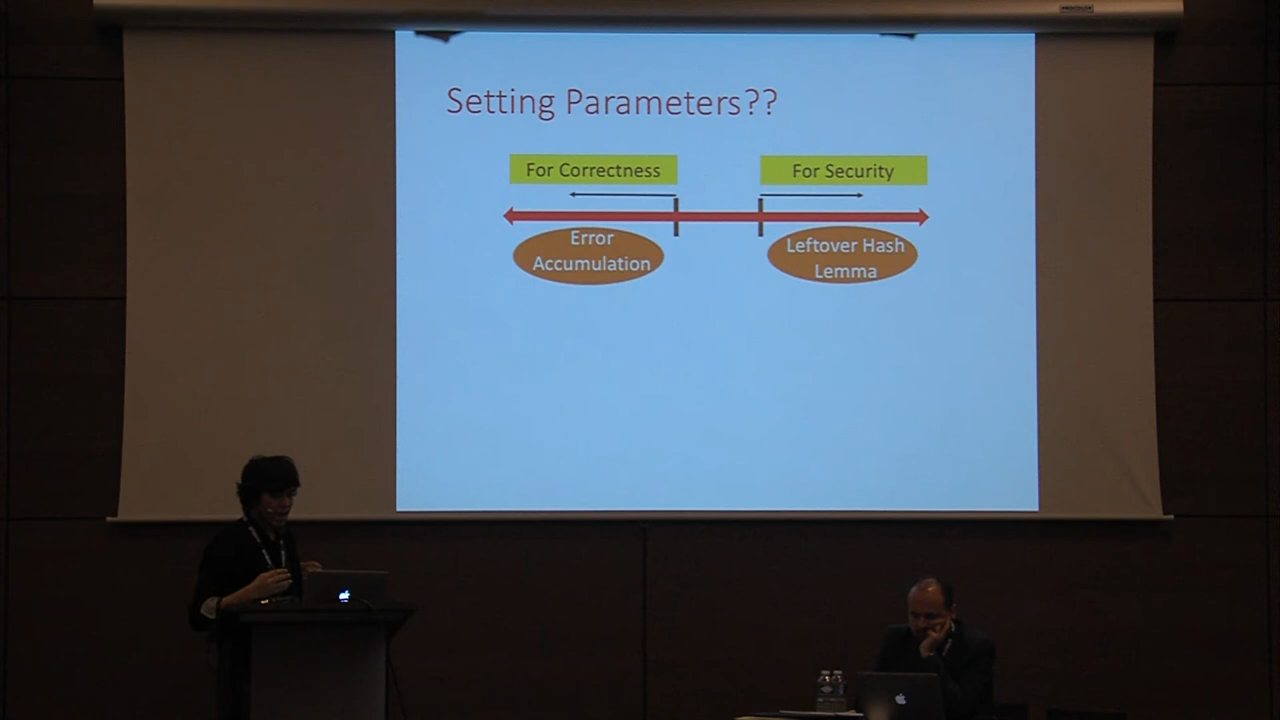 Setting Parameters??
For Correctness
For Security
Error
Accumulation
Leftover Hash
Lemma